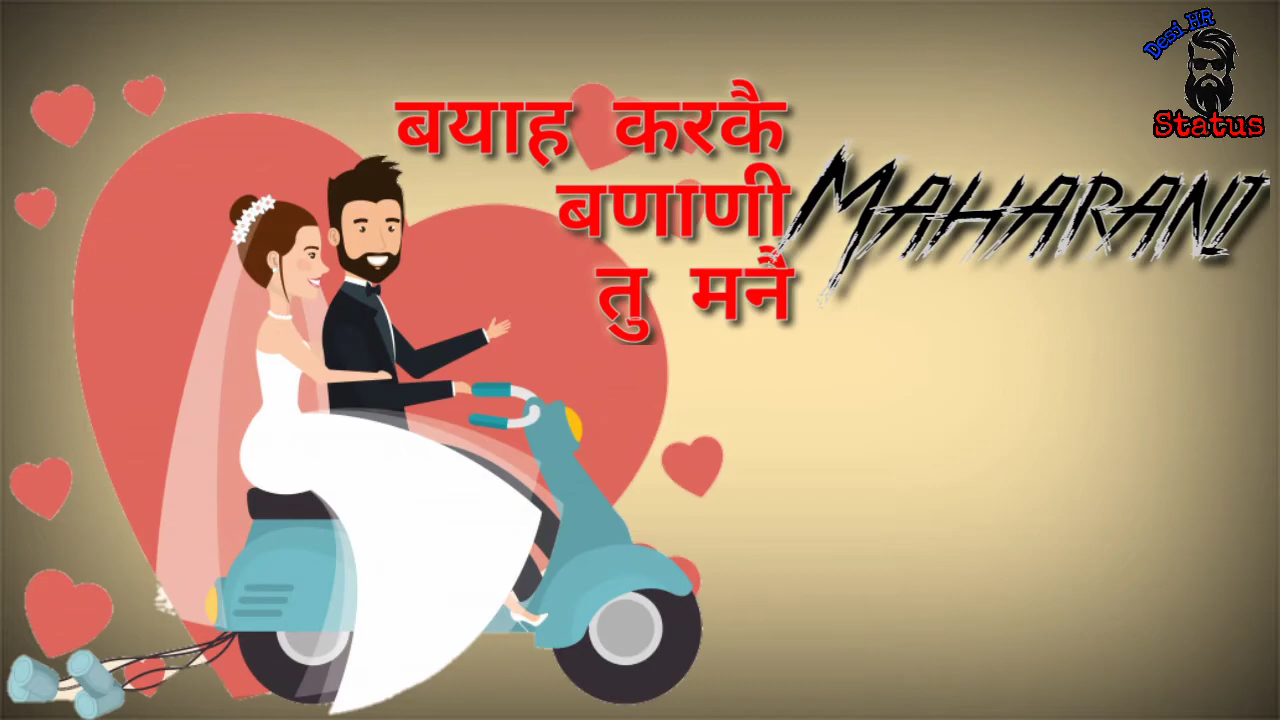 Desi HR
Status
बयाह करकै
बणाणी MAHARANI
तु मनै